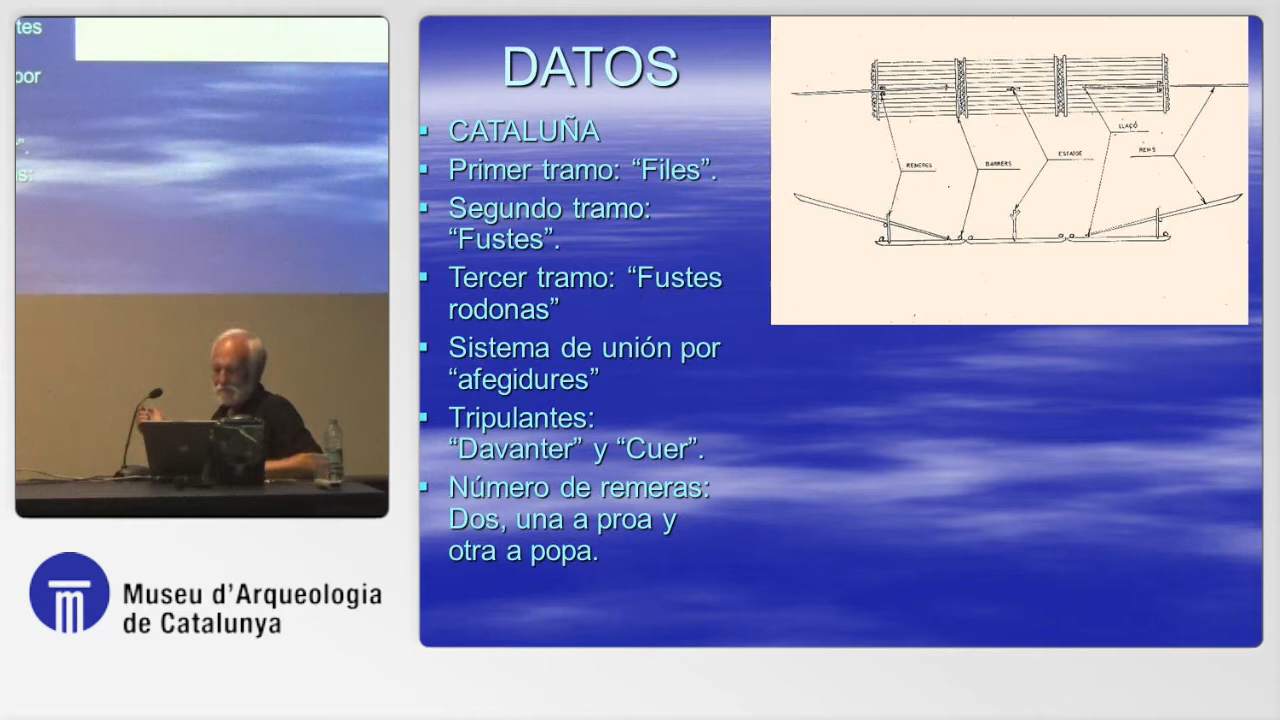 tes
por
s:
Museu d'Arqueologia
de Catalunya
DATOS
CATALUÑA
Primer tramo: “Files”.
Segundo tramo:
“Fustes”.
Tercer tramo: “Fustes
rodonas”
Sistema de unión por
“afegidures”
Tripulantes:
“Davanter” y “Cuer”.
Número de remeras:
Dos, una a proa y
otra a popa.
REMERES
BARRERS
ESTATGE
LLAÇÓ
REMS